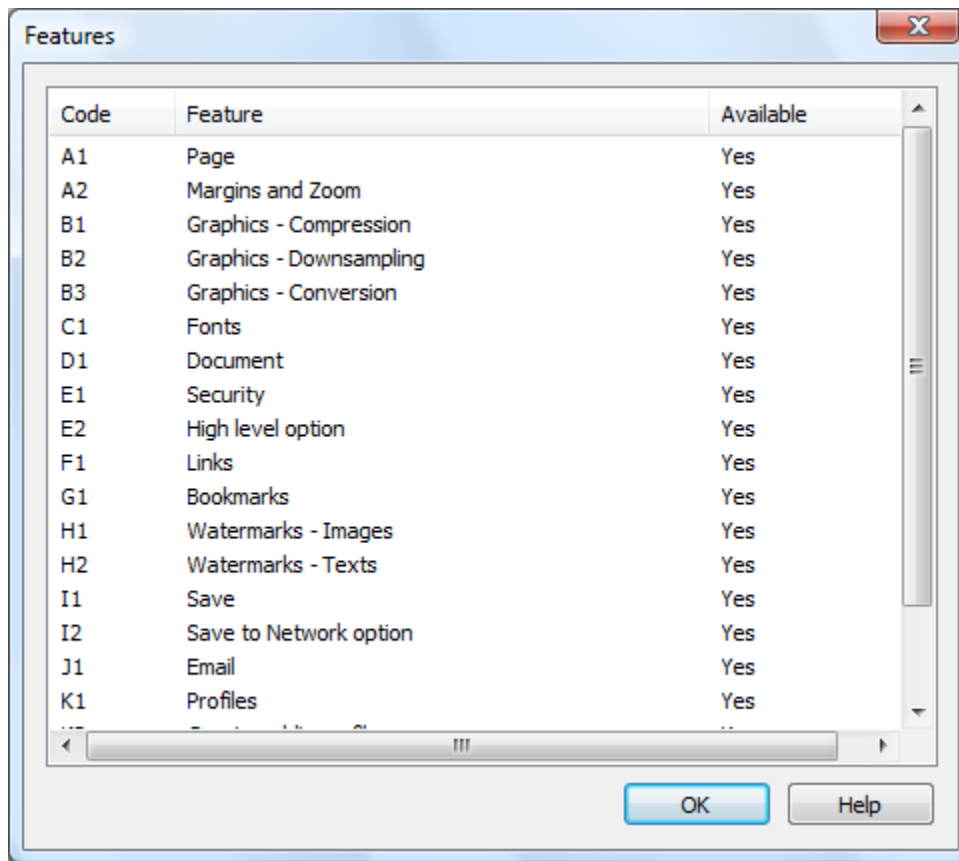 Features
Code Feature Available
A1 Page Yes
A2 Margins and Zoom Yes
B1 Graphics - Compression Yes
B2 Graphics - Downsampling Yes
B3 Graphics - Conversion Yes
C1 Fonts Yes
D1 Document Yes
E1 Security Yes
E2 High level option Yes
F1 Links Yes
G1 Bookmarks Yes
H1 Watermarks - Images Yes
H2 Watermarks - Texts Yes
I1 Save Yes
I2 Save to Network option Yes
J1 Email Yes
K1 Profiles Yes
OK Help